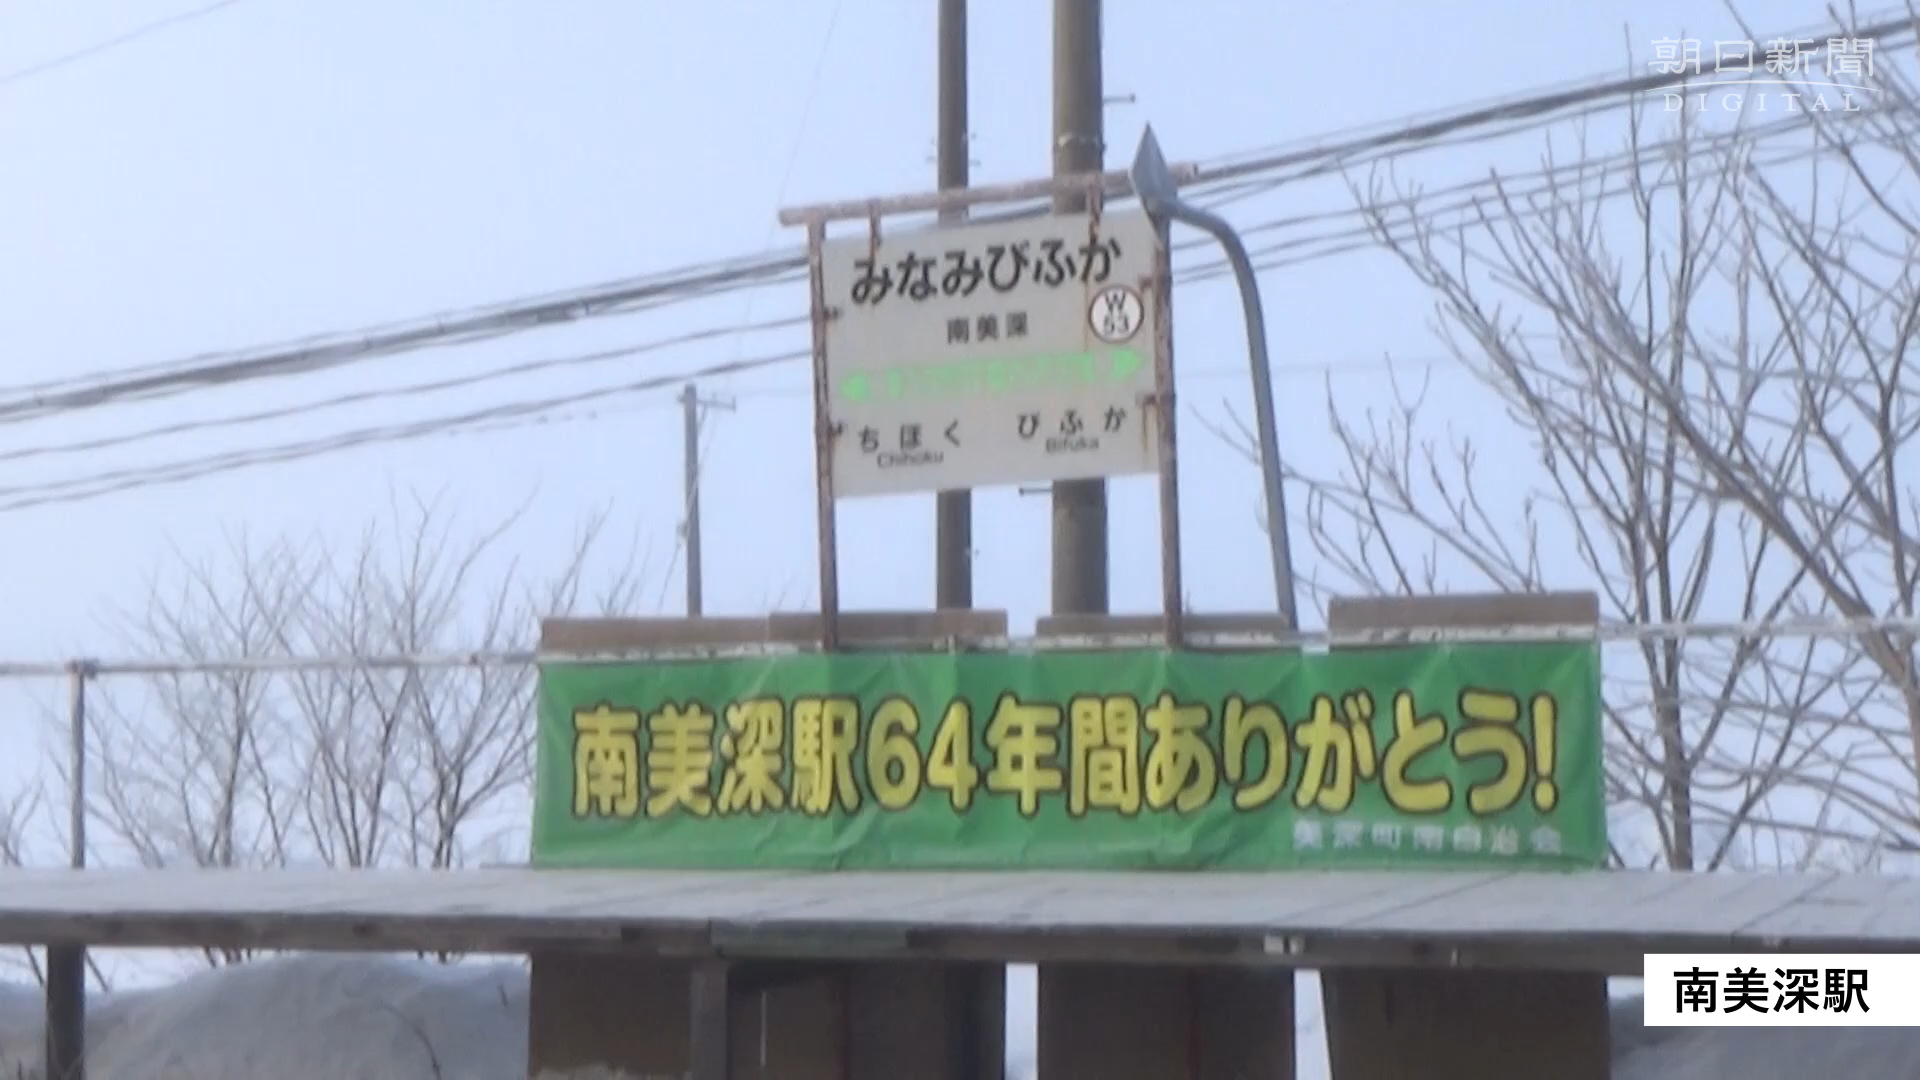 朝日新聞
DIGITAL
みなみびふか
W
53
南美深
ちほく
びふか
Chihoku
Bifuka
南美深駅64年間ありがとう!
美深町南自治会
南美深駅